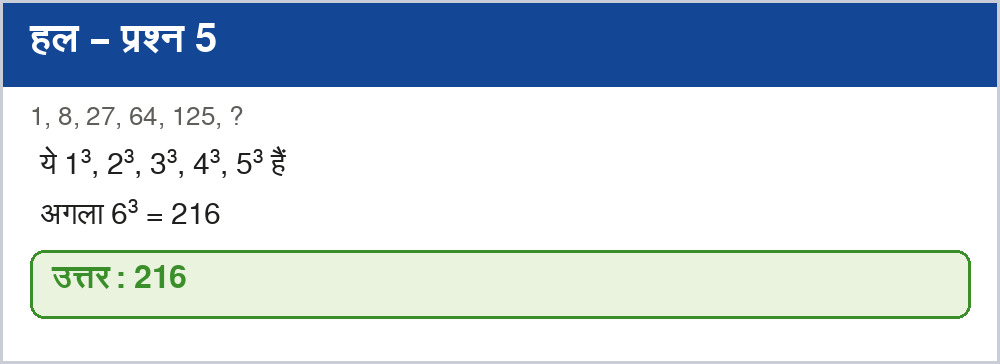 हल – प्रश्न 5
1, 8, 27, 64, 125, ?
ये 1³, 2³, 3³, 4³, 5³ हैं
अगला 6³ = 216
उत्तर : 216